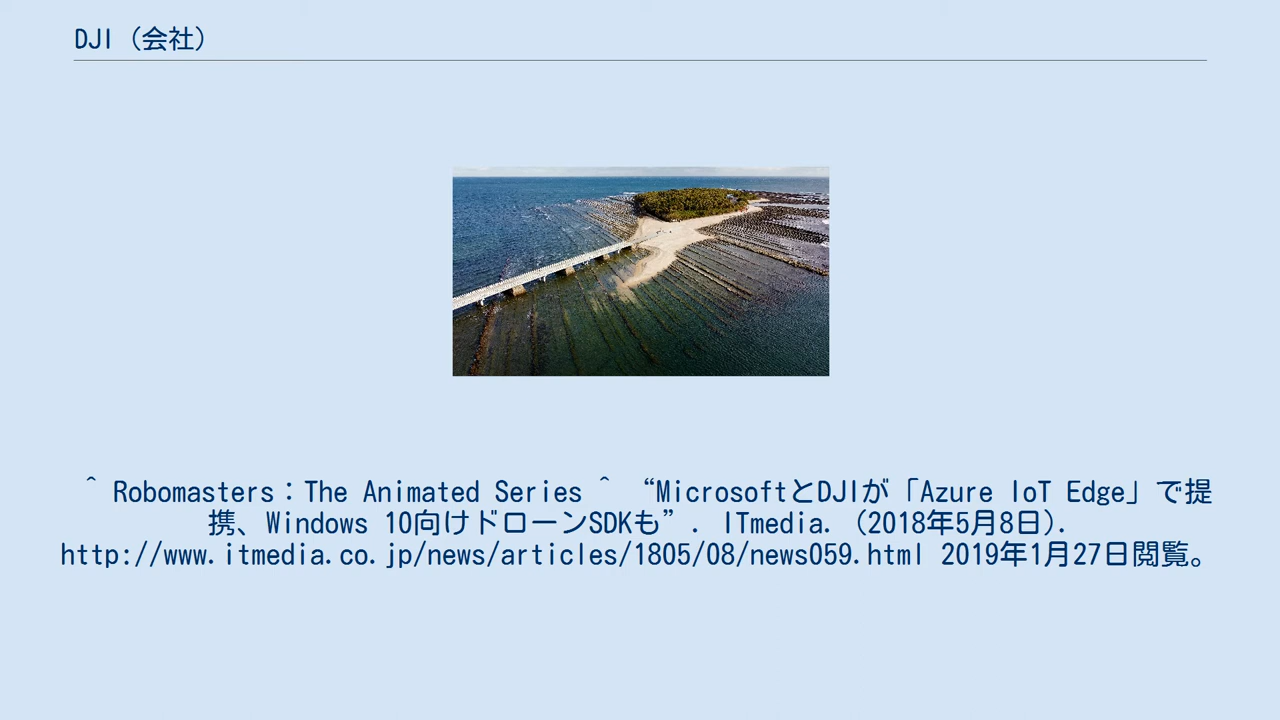 DJI（会社）
^ Robomasters：The Animated Series ^ “MicrosoftとDJIが「Azure IoT Edge」で提
携、Windows 10向けドローンSDKも”. ITmedia. (2018年5月8日).
http://www.itmedia.co.jp/news/articles/1805/08/news059.html 2019年1月27日閲覧。